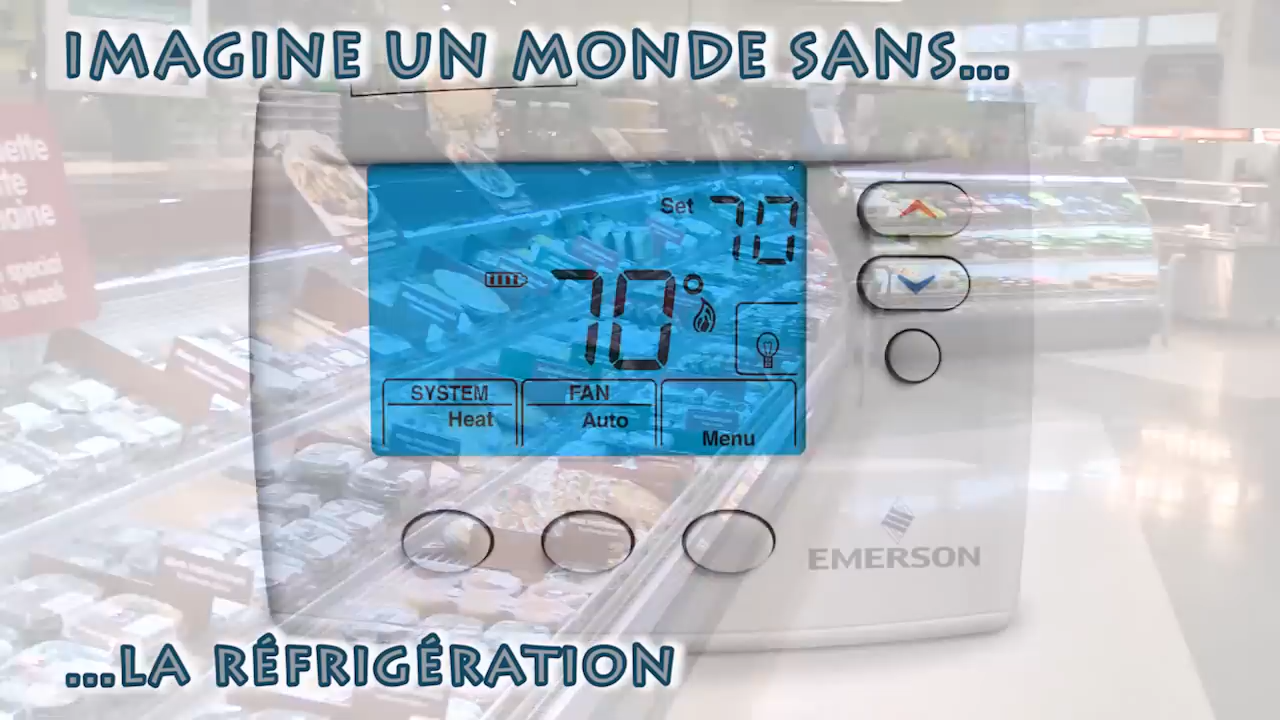 IMAGINE UN MONDE SANS...
Set 70
70°
SYSTEM
Heat
FAN
Auto
Menu
EMERSON
...LA RÉFRIGÉRATION